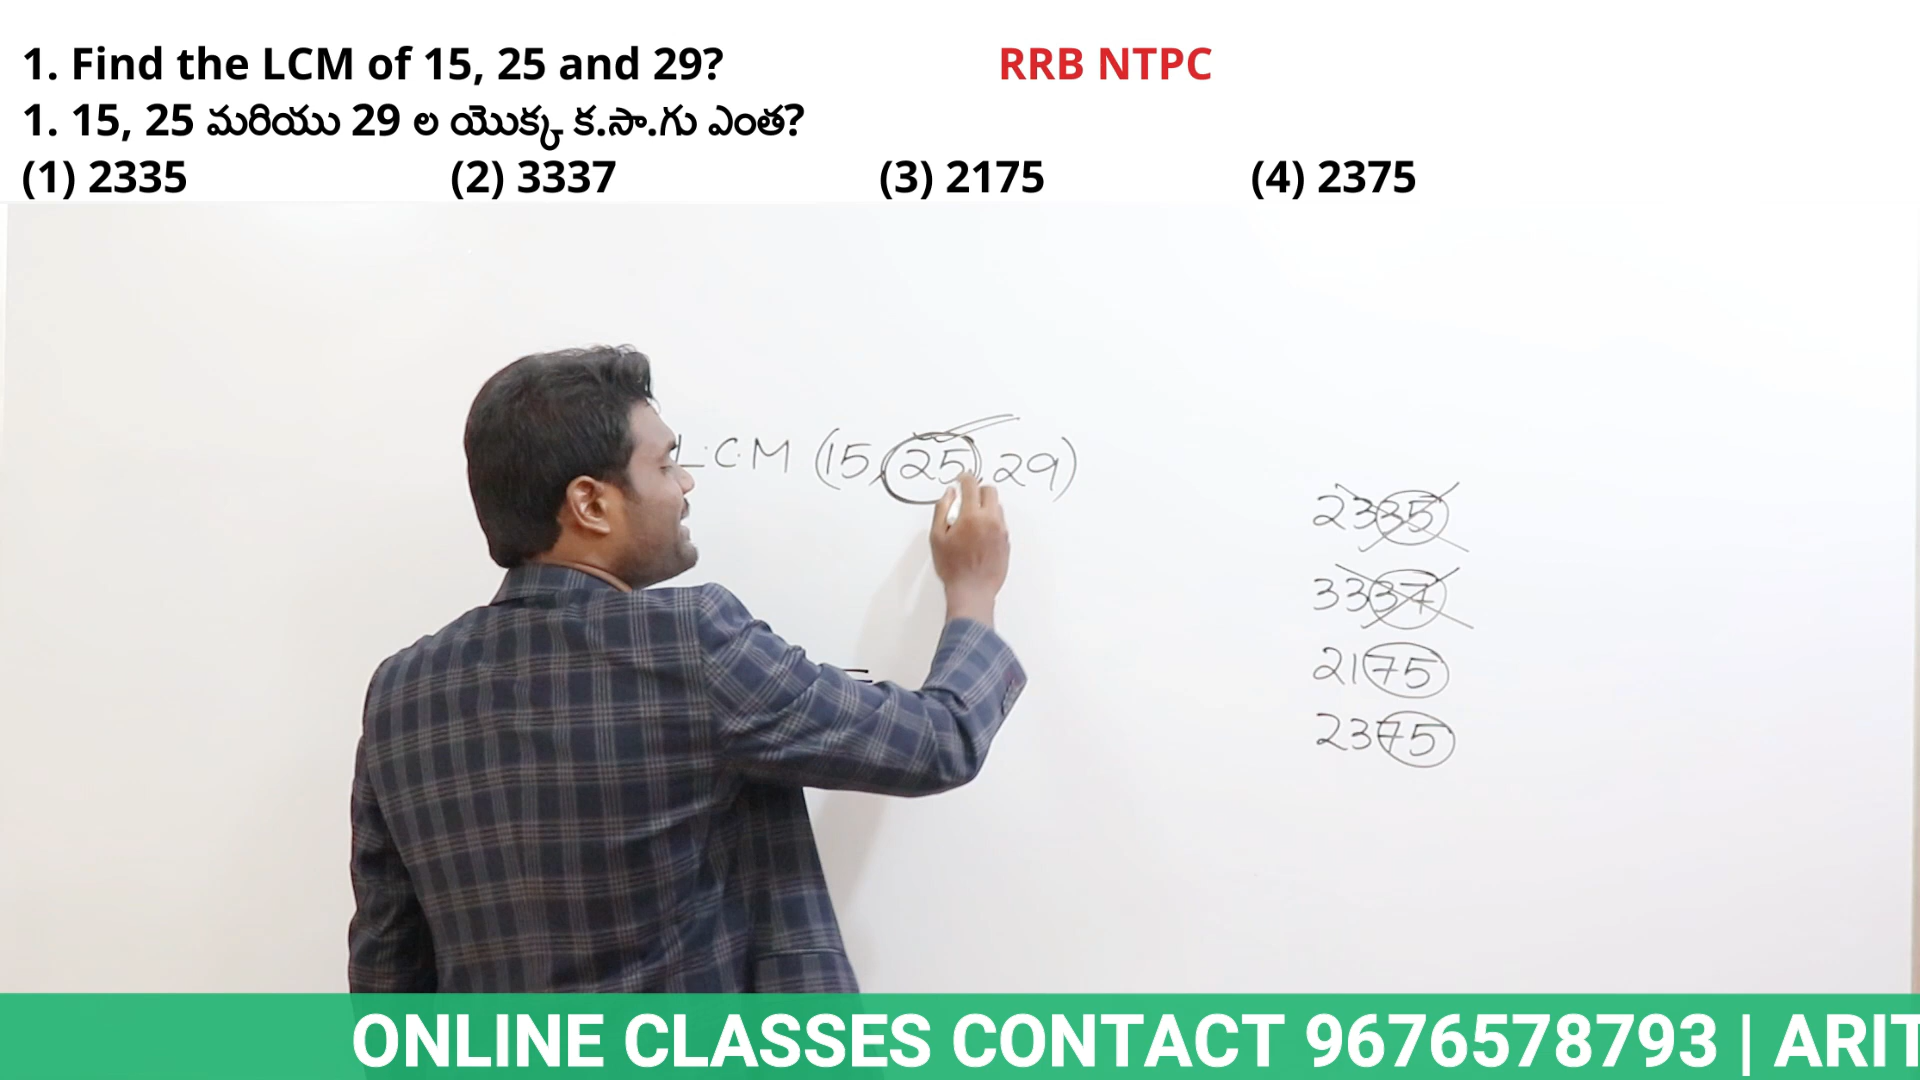 1. Find the LCM of 15, 25 and 29?
RRB NTPC
1. 15, 25 మరియు 29 ల యొక్క క.సా.గు ఎంత?
(1) 2335 (2) 3337 (3) 2175 (4) 2375
L.C.M (15, 25, 29)
2335
3337
2175
2375
ONLINE CLASSES CONTACT 9676578793 | ARIT